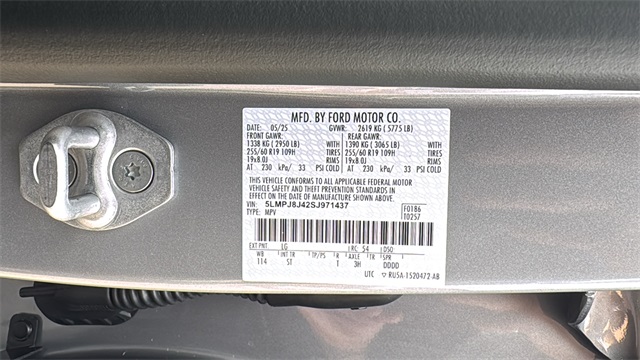 MFD. BY FORD MOTOR CO.
DATE: 05/25 GVWR: 2619 KG ( 5775 LB)
FRONT GAWR: REAR GAWR:
1338 KG ( 2950 LB) 1390 KG ( 3065 LB)
255/60 R19 109H TIRES 255/60 R19 109H TIRES
19x8.0J RIMS 19x8.0J RIMS
AT 230 kPa/ 33 PSI COLD AT 230 kPa/ 33 PSI COLD
THIS VEHICLE CONFORMS TO ALL APPLICABLE FEDERAL MOTOR
VEHICLE SAFETY AND THEFT PREVENTION STANDARDS IN
EFFECT ON THE DATE OF MANUFACTURE SHOWN ABOVE.
VIN: 5LMPJ8J42SJ971437 F0186
TYPE: MPV T0257
EXT PNT: LG RC: 54 DSO:
WB INT TR TP/PS R AXLE TR SPR
114 ST 1 3H DDDD
UTC ▽ RU5A-1520472-AB